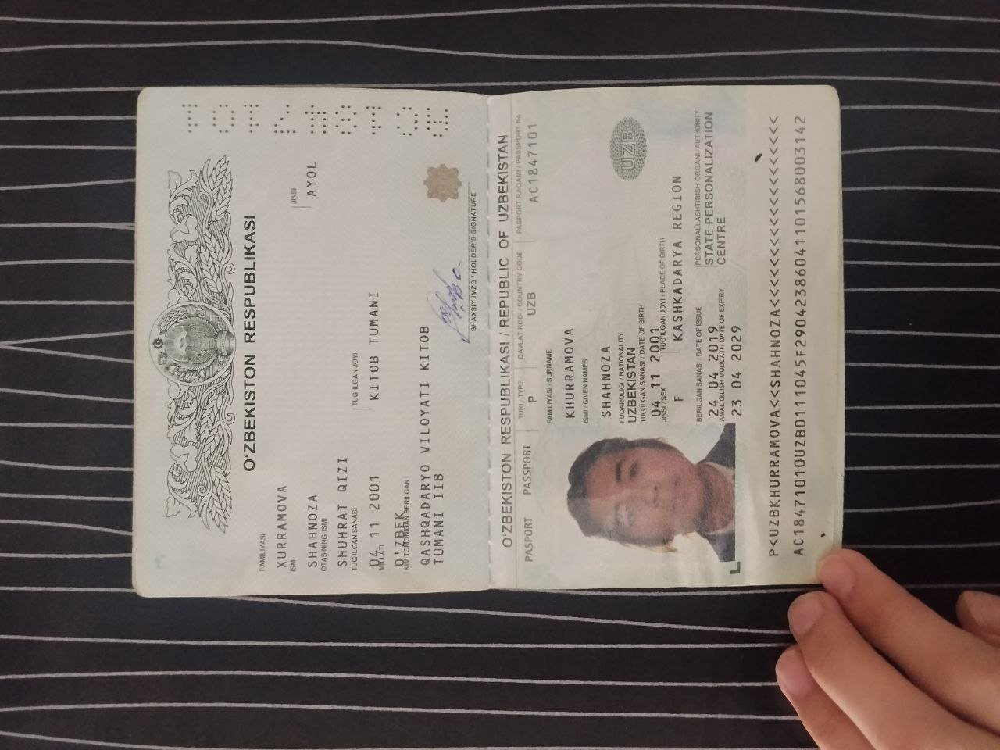 O‘ZBEKISTON RESPUBLIKASI
FAMILIYASI
XURRAMOVA
ISMI
SHAHNOZA
JINSI
AYOL
OTASINING ISMI
SHUHRAT QIZI
TUG‘ILGAN SANASI
04 11 2001
TUG‘ILGAN JOYI
KITOB TUMANI
MILLATI
O‘ZBEK
KIM TOMONIDAN BERILGAN
QASHQADARYO VILOYATI KITOB
TUMANI IIB
SHAXSIY IMZO / HOLDER'S SIGNATURE
O‘ZBEKISTON RESPUBLIKASI / REPUBLIC OF UZBEKISTAN
PASPORT PASSPORT
TURI / TYPE
P
DAVLAT KODI / COUNTRY CODE
UZB
PASPORT RAQAMI / PASSPORT No
AC1847101
FAMILIYASI / SURNAME
KHURRAMOVA
ISMI / GIVEN NAMES
SHAHNOZA
FUQAROLIGI / NATIONALITY
UZBEKISTAN
TUG‘ILGAN SANASI / DATE OF BIRTH
04 11 2001
JINSI / SEX
F
TUG‘ILGAN JOYI / PLACE OF BIRTH
KASHKADARYA REGION
UZB
BERILGAN SANASI / DATE OF ISSUE
24 04 2019
AMAL QILISH MUDDATI / DATE OF EXPIRY
23 04 2029
PERSONALLASHTIRISH ORGANI / AUTHORITY
STATE PERSONALIZATION
CENTRE
P<UZBKHURRAMOVA<<SHAHNOZA<<<<<<<<<<<<<<<<<<<
AC18471010UZB0111045F29042386041101568003142